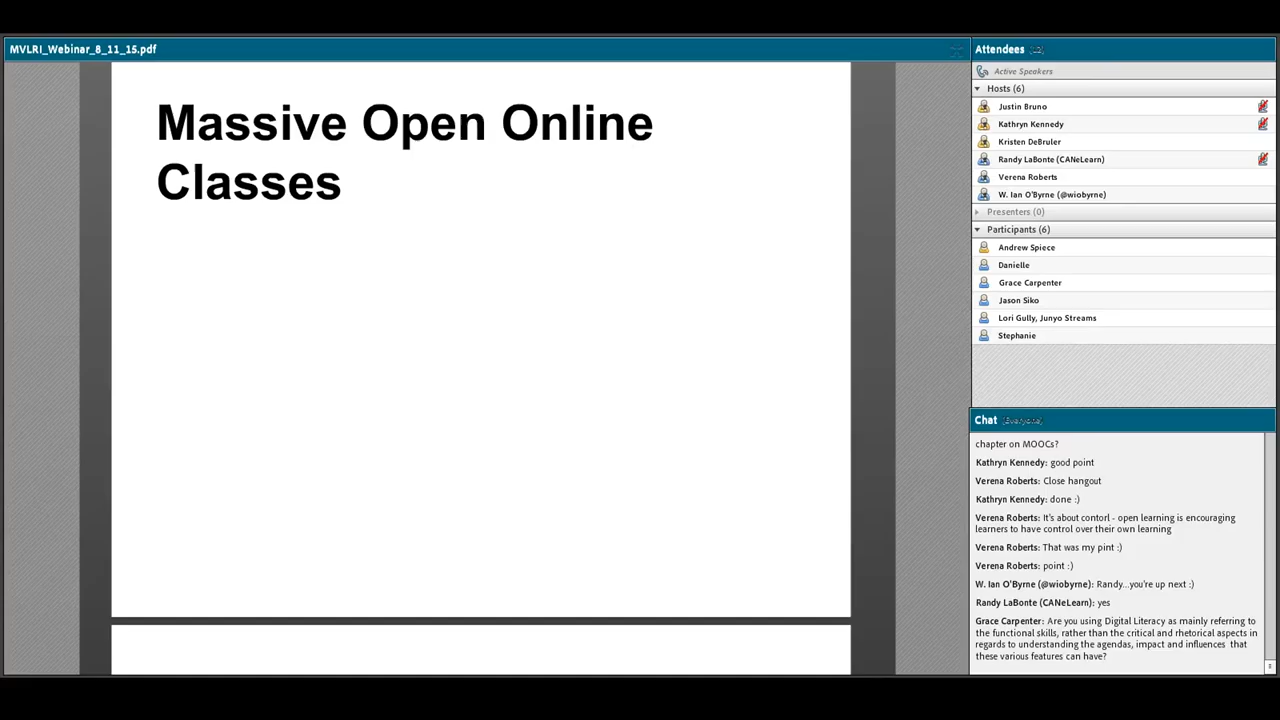 MVLRI_Webinar_8_11_15.pdf
Massive Open Online
Classes
Attendees (12)
Active Speakers
Hosts (6)
Justin Bruno
Kathryn Kennedy
Kristen DeBruler
Randy LaBonte (CANeLearn)
Verena Roberts
W. Ian O'Byrne (@wiobyrne)
Presenters (0)
Participants (6)
Andrew Spiece
Danielle
Grace Carpenter
Jason Siko
Lori Gully, Junyo Streams
Stephanie
Chat (Everyone)
chapter on MOOCs?
Kathryn Kennedy: good point
Verena Roberts: Close hangout
Kathryn Kennedy: done :)
Verena Roberts: It's about contorl - open learning is encouraging
learners to have control over their own learning
Verena Roberts: That was my pint :)
Verena Roberts: point :)
W. Ian O'Byrne (@wiobyrne): Randy...you're up next :)
Randy LaBonte (CANeLearn): yes
Grace Carpenter: Are you using Digital Literacy as mainly referring to
the functional skills, rather than the critical and rhetorical aspects in
regards to understanding the agendas, impact and influences that
these various features can have?